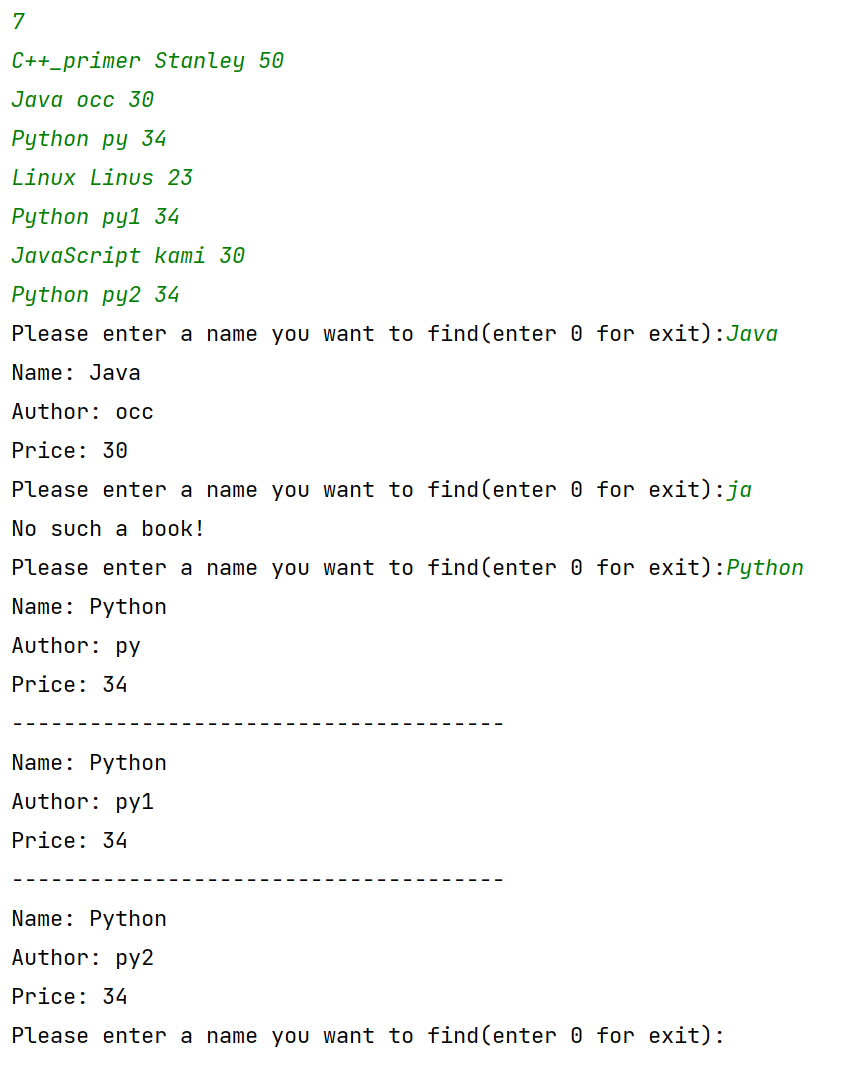 7
C++_primer Stanley 50
Java occ 30
Python py 34
Linux Linus 23
Python py1 34
JavaScript kami 30
Python py2 34
Please enter a name you want to find(enter 0 for exit):Java
Name: Java
Author: occ
Price: 30
Please enter a name you want to find(enter 0 for exit):ja
No such a book!
Please enter a name you want to find(enter 0 for exit):Python
Name: Python
Author: py
Price: 34
--------------------------------------
Name: Python
Author: py1
Price: 34
--------------------------------------
Name: Python
Author: py2
Price: 34
Please enter a name you want to find(enter 0 for exit):